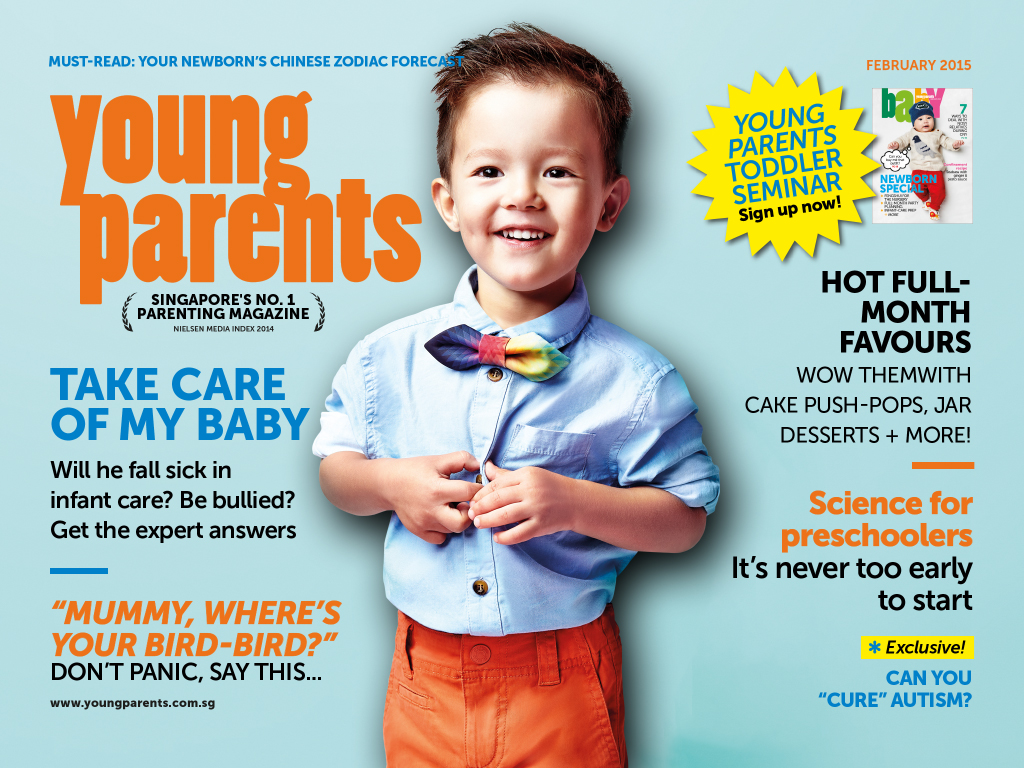 MUST-READ: YOUR NEWBORN'S CHINESE ZODIAC FORECAST
young
parents
SINGAPORE'S NO. 1
PARENTING MAGAZINE
NIELSEN MEDIA INDEX 2014
TAKE CARE
OF MY BABY
Will he fall sick in
infant care? Be bullied?
Get the expert answers
“MUMMY, WHERE'S
YOUR BIRD-BIRD?”
DON'T PANIC, SAY THIS...
www.youngparents.com.sg
FEBRUARY 2015
YOUNG
PARENTS
TODDLER
SEMINAR
Sign up now!
baby
7
NEWBORN
SPECIAL
HOT FULL-
MONTH
FAVOURS
WOW THEMWITH
CAKE PUSH-POPS, JAR
DESSERTS + MORE!
Science for
preschoolers
It's never too early
to start
* Exclusive!
CAN YOU
“CURE” AUTISM?